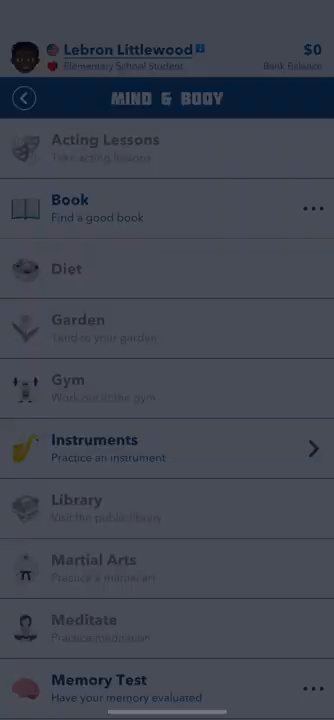 Lebron Littlewood
$0
Elementary School Student
Bank Balance
MIND & BODY
Acting Lessons
Take acting lessons
Book
Find a good book
Diet
Garden
Tend to your garden
Gym
Work out at the gym
Instruments
Practice an instrument
Library
Visit the public library
Martial Arts
Practice a martial art
Meditate
Practice meditation
Memory Test
Have your memory evaluated